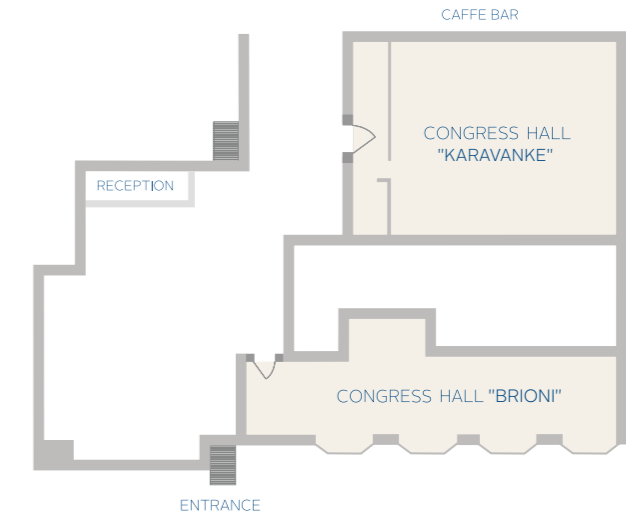 CAFFE BAR
CONGRESS HALL
"KARAVANKE"
RECEPTION
CONGRESS HALL "BRIONI"
ENTRANCE